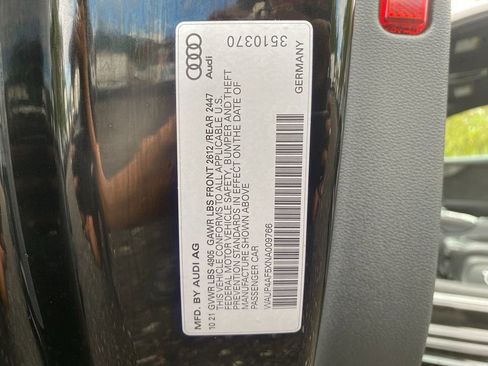 Audi
3510370
MFD. BY AUDI AG
GERMANY
10 21 GVWR LBS 4905 GAWR LBS FRONT 2612/REAR 2447
THIS VEHICLE CONFORMS TO ALL APPLICABLE U.S.
FEDERAL MOTOR VEHICLE SAFETY, BUMPER AND THEFT
PREVENTION STANDARDS IN EFFECT ON THE DATE OF
MANUFACTURE SHOWN ABOVE
PASSENGER CAR
WAUP4AF5XNA009766